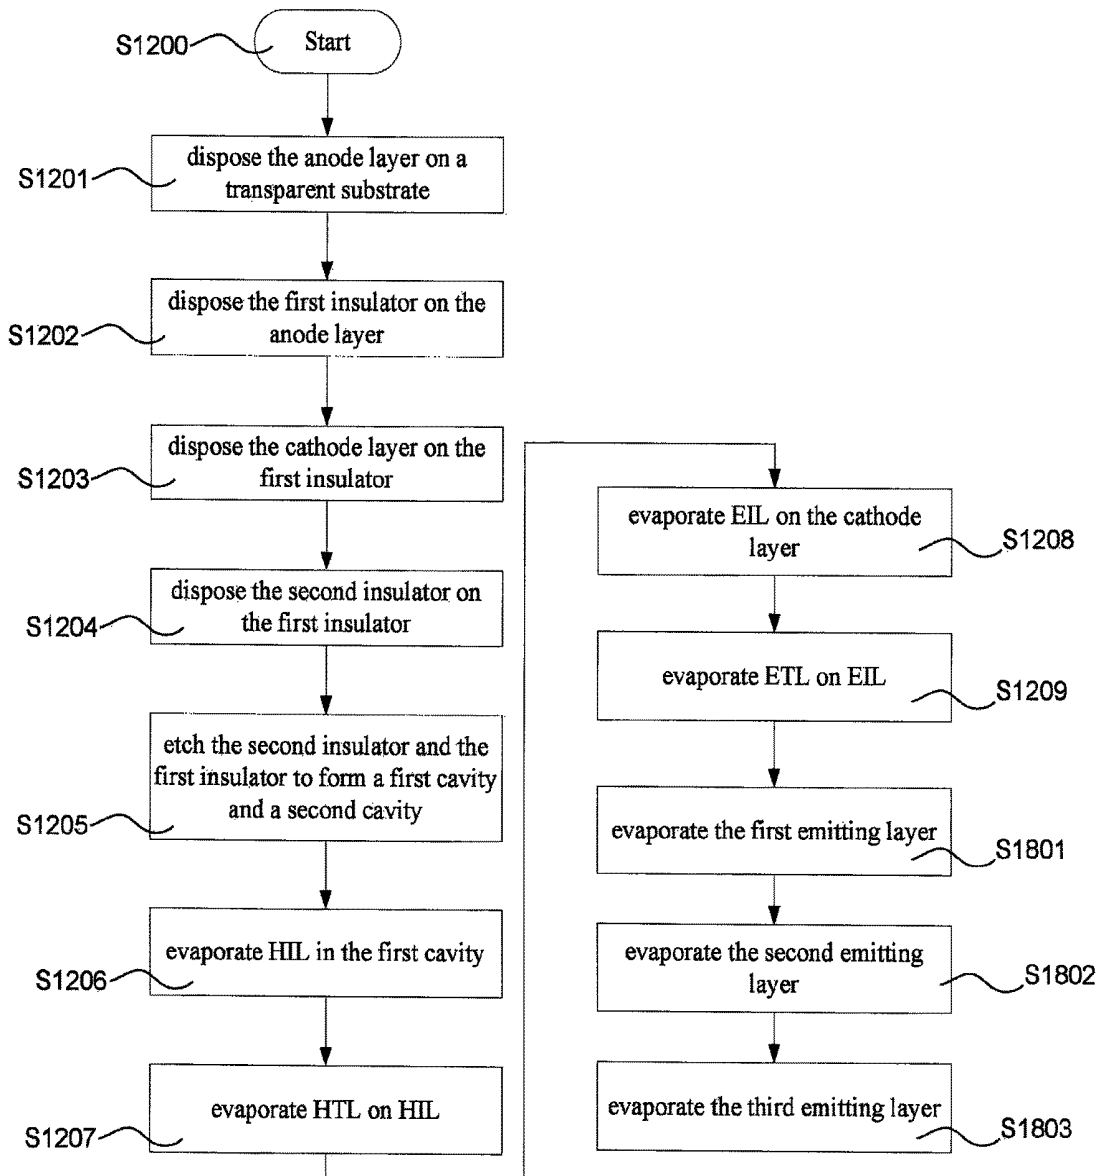 S1200
Start
S1201
dispose the anode layer on a
transparent substrate
S1202
dispose the first insulator on the
anode layer
S1203
dispose the cathode layer on the
first insulator
S1204
dispose the second insulator on
the first insulator
S1205
etch the second insulator and the
first insulator to form a first cavity
and a second cavity
S1206
evaporate HIL in the first cavity
S1207
evaporate HTL on HIL
evaporate EIL on the cathode
layer
S1208
evaporate ETL on EIL
S1209
evaporate the first emitting layer
S1801
evaporate the second emitting
layer
S1802
evaporate the third emitting layer
S1803